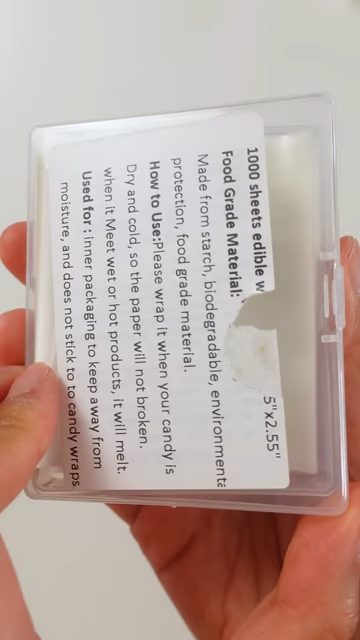 1000 sheets edible w 5"x2.55"
Food Grade Material:
Made from starch, biodegradable, environmenta
protection, food grade material.
How to Use:Please wrap it when your candy is
Dry and cold, so the paper will not broken.
when it Meet wet or hot products, it will melt.
Used for : inner packaging to keep away from
moisture, and does not stick to to candy wraps